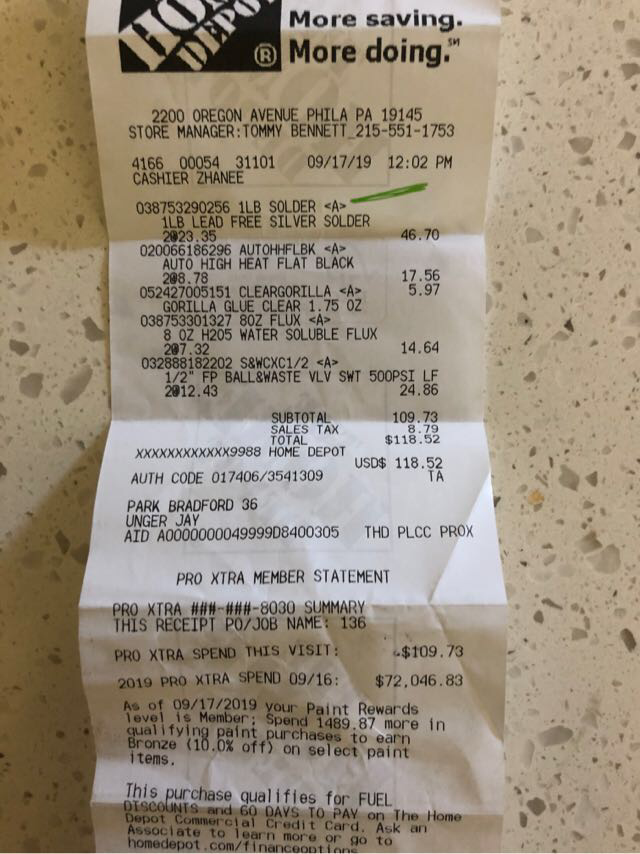 HOME
DEPOT
®
More saving.
More doing.℠
2200 OREGON AVENUE PHILA PA 19145
STORE MANAGER:TOMMY BENNETT 215-551-1753
4166 00054 31101 09/17/19 12:02 PM
CASHIER ZHANEE
038753290256 1LB SOLDER <A>
1LB LEAD FREE SILVER SOLDER
2@23.35 46.70
020066186296 AUTOHHFLBK <A>
AUTO HIGH HEAT FLAT BLACK
2@8.78 17.56
052427005151 CLEARGORILLA <A> 5.97
GORILLA GLUE CLEAR 1.75 OZ
038753301327 8OZ FLUX <A>
8 OZ H205 WATER SOLUBLE FLUX
2@7.32 14.64
032888182202 S&WCXC1/2 <A>
1/2" FP BALL&WASTE VLV SWT 500PSI LF
2@12.43 24.86
SUBTOTAL 109.73
SALES TAX 8.79
TOTAL $118.52
XXXXXXXXXXXX9988 HOME DEPOT
USD$ 118.52
AUTH CODE 017406/3541309 TA
PARK BRADFORD 36
UNGER JAY
AID A0000000049999D8400305 THD PLCC PROX
PRO XTRA MEMBER STATEMENT
PRO XTRA ###-###-8030 SUMMARY
THIS RECEIPT PO/JOB NAME: 136
PRO XTRA SPEND THIS VISIT: $109.73
2019 PRO XTRA SPEND 09/16: $72,046.83
As of 09/17/2019 your Paint Rewards
level is Member; Spend 1489.87 more in
qualifying paint purchases to earn
Bronze (10.0% off) on select paint
items.
This purchase qualifies for FUEL
DISCOUNTS and 60 DAYS TO PAY on The Home
Depot Commercial Credit Card. Ask an
Associate to learn more or go to
homedepot.com/financeoptions